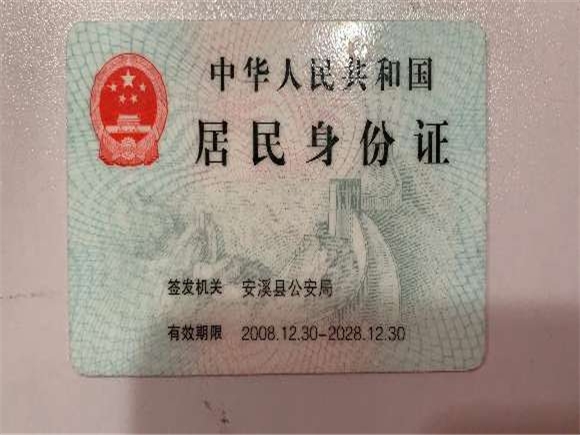 中华人民共和国
居民身份证
签发机关 安溪县公安局
有效期限 2008.12.30-2028.12.30